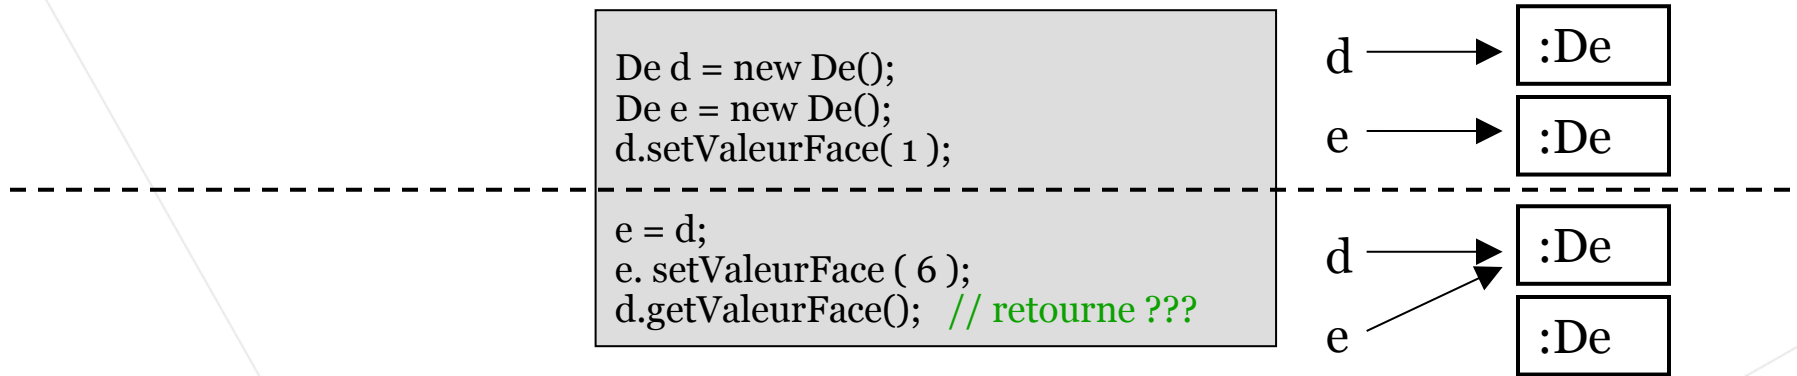 De d = new De();
De e = new De();
d.setValeurFace( 1 );
d
:De
e
:De
e = d;
e. setValeurFace ( 6 );
d.getValeurFace(); // retourne ???
d
:De
e
:De